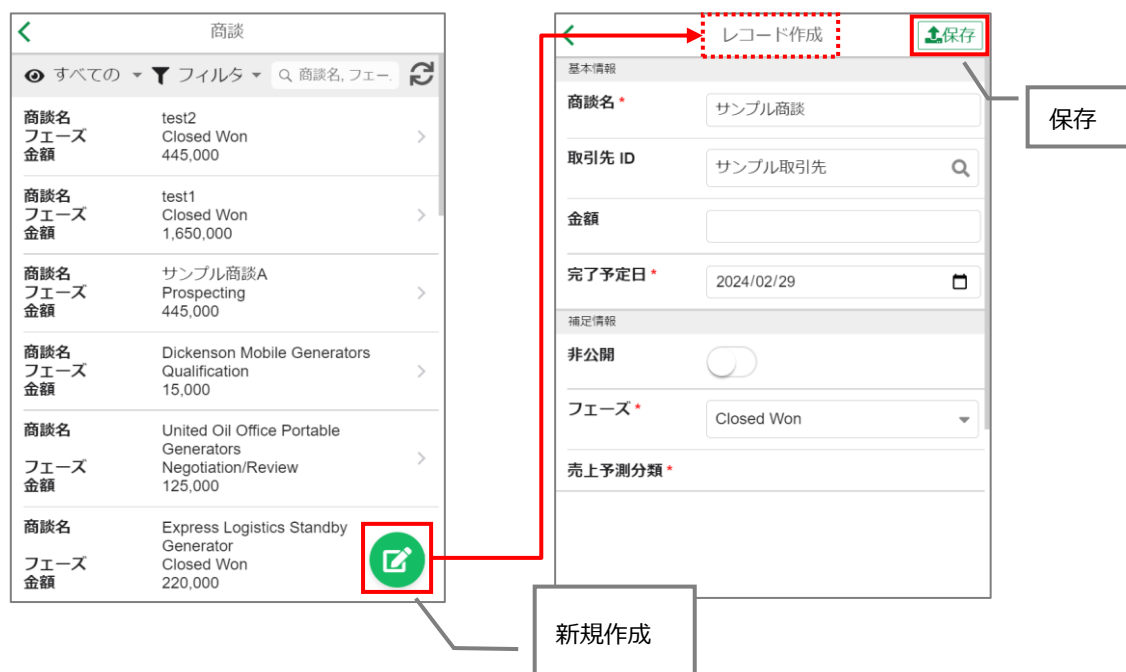 商談
すべての フィルタ 商談名, フェー.
商談名 test2
フェーズ Closed Won
金額 445,000
商談名 test1
フェーズ Closed Won
金額 1,650,000
商談名 サンプル商談A
フェーズ Prospecting
金額 445,000
商談名 Dickenson Mobile Generators
フェーズ Qualification
金額 15,000
商談名 United Oil Office Portable
Generators
フェーズ Negotiation/Review
金額 125,000
商談名 Express Logistics Standby
Generator
フェーズ Closed Won
金額 220,000
新規作成
レコード作成 保存
基本情報
商談名* サンプル商談
取引先 ID サンプル取引先
金額
完了予定日* 2024/02/29
補足情報
非公開
フェーズ* Closed Won
売上予測分類*
保存